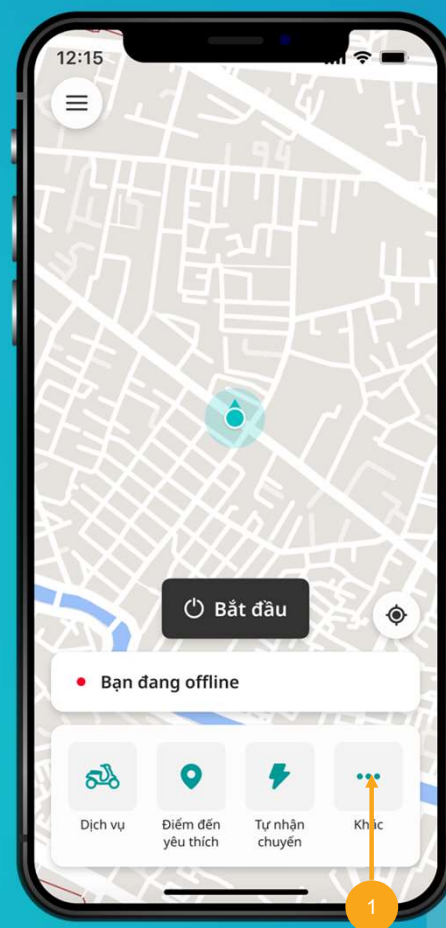 12:15
Bắt đầu
Bạn đang offline
Dịch vụ
Điểm đến
yêu thích
Tự nhận
chuyến
Khác
1